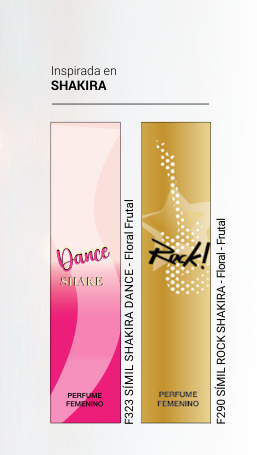 Inspirada en
SHAKIRA
Dance
SHAKE
PERFUME
FEMENINO
F323 SÍMIL SHAKIRA DANCE - Floral Frutal
Rock!
PERFUME
FEMENINO
F290 SÍMIL ROCK SHAKIRA - Floral - Frutal